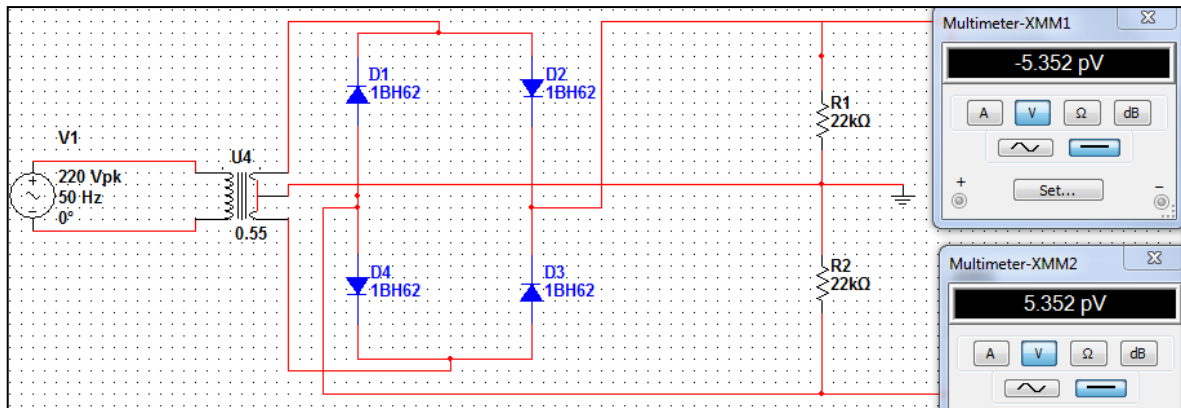 Multimeter-XMM1
-5.352 pV
A V Ω dB
+ Set... −
D1
1BH62
D2
1BH62
R1
22kΩ
V1
220 Vpk
50 Hz
0°
+
U4
0.55
D4
1BH62
D3
1BH62
R2
22kΩ
Multimeter-XMM2
5.352 pV
A V Ω dB